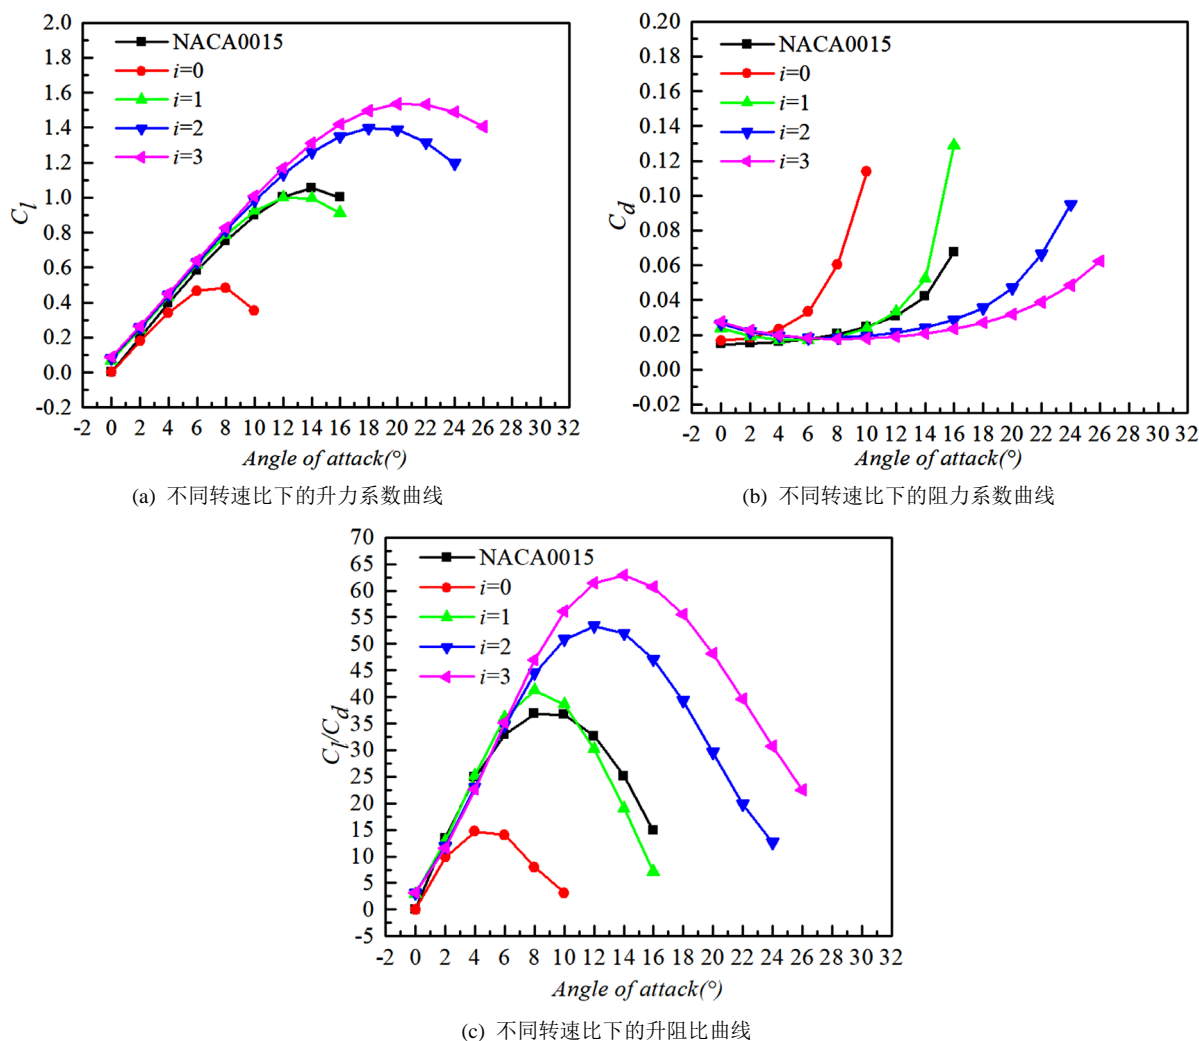 2.0
1.8
1.6
1.4
1.2
1.0
0.8
0.6
0.4
0.2
0.0
-0.2
C_l
NACA0015
i=0
i=1
i=2
i=3
-2 0 2 4 6 8 10 12 14 16 18 20 22 24 26 28 30 32
Angle of attack(°)
(a) 不同转速比下的升力系数曲线
0.20
0.18
0.16
0.14
0.12
0.10
0.08
0.06
0.04
0.02
0.00
-0.02
C_d
NACA0015
i=0
i=1
i=2
i=3
-2 0 2 4 6 8 10 12 14 16 18 20 22 24 26 28 30 32
Angle of attack(°)
(b) 不同转速比下的阻力系数曲线
70
65
60
55
50
45
40
35
30
25
20
15
10
5
0
-5
C_l/C_d
NACA0015
i=0
i=1
i=2
i=3
-2 0 2 4 6 8 10 12 14 16 18 20 22 24 26 28 30 32
Angle of attack(°)
(c) 不同转速比下的升阻比曲线